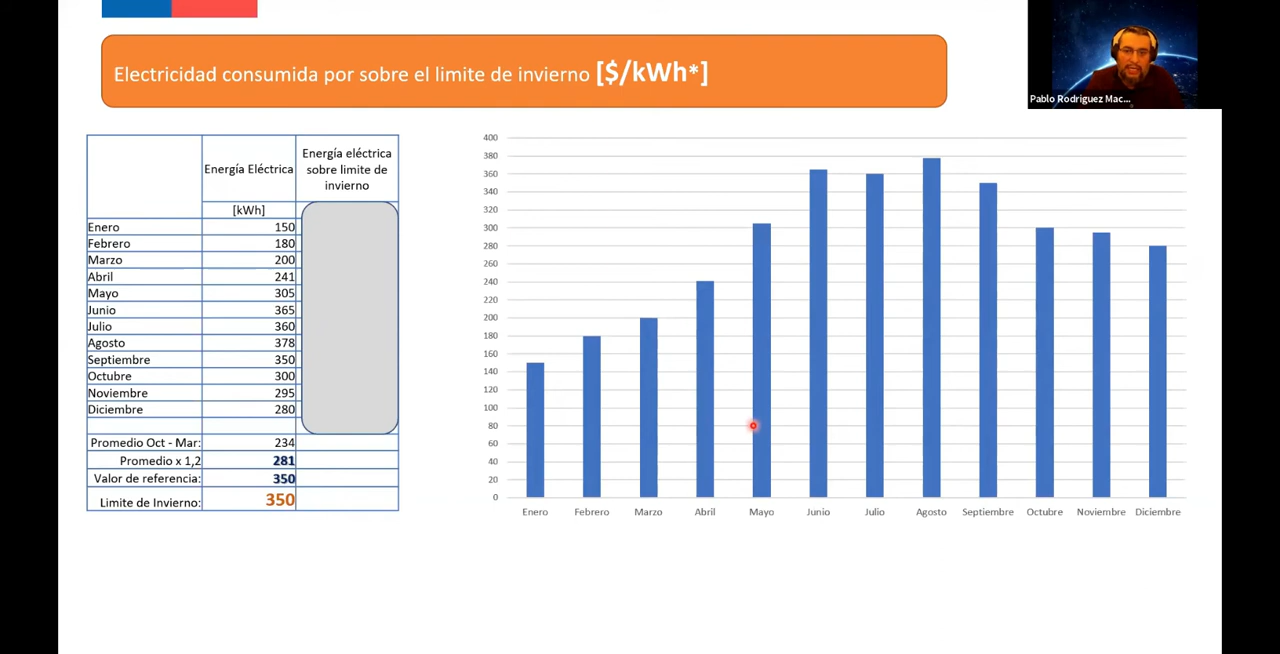 Electricidad consumida por sobre el limite de invierno [$/kWh*]
Pablo Rodriguez Mac...
Energía Eléctrica
Energía eléctrica
sobre limite de
invierno
[kWh]
Enero 150
Febrero 180
Marzo 200
Abril 241
Mayo 305
Junio 365
Julio 360
Agosto 378
Septiembre 350
Octubre 300
Noviembre 295
Diciembre 280
Promedio Oct - Mar: 234
Promedio x 1,2 281
Valor de referencia: 350
Limite de Invierno: 350
400
380
360
340
320
300
280
260
240
220
200
180
160
140
120
100
80
60
40
20
0
Enero Febrero Marzo Abril Mayo Junio Julio Agosto Septiembre Octubre Noviembre Diciembre